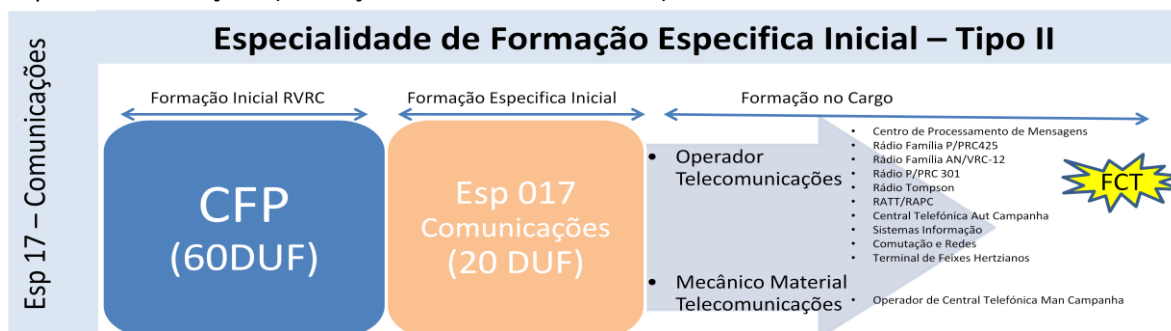 Especialidade de Formação Especifica Inicial – Tipo II
Esp 17 – Comunicações
Formação Inicial RVRC
Formação Especifica Inicial
Formação no Cargo
CFP
(60DUF)
Esp 017
Comunicações
(20 DUF)
• Operador
Telecomunicações
• Mecânico Material
Telecomunicações
• Centro de Processamento de Mensagens
• Rádio Família P/PRC425
• Rádio Família AN/VRC-12
• Rádio P/PRC 301
• Rádio Tompson
• RATT/RAPC
• Central Telefónica Aut Campanha
• Sistemas Informação
• Comutação e Redes
• Terminal de Feixes Hertzianos
• Operador de Central Telefónica Man Campanha
FCT